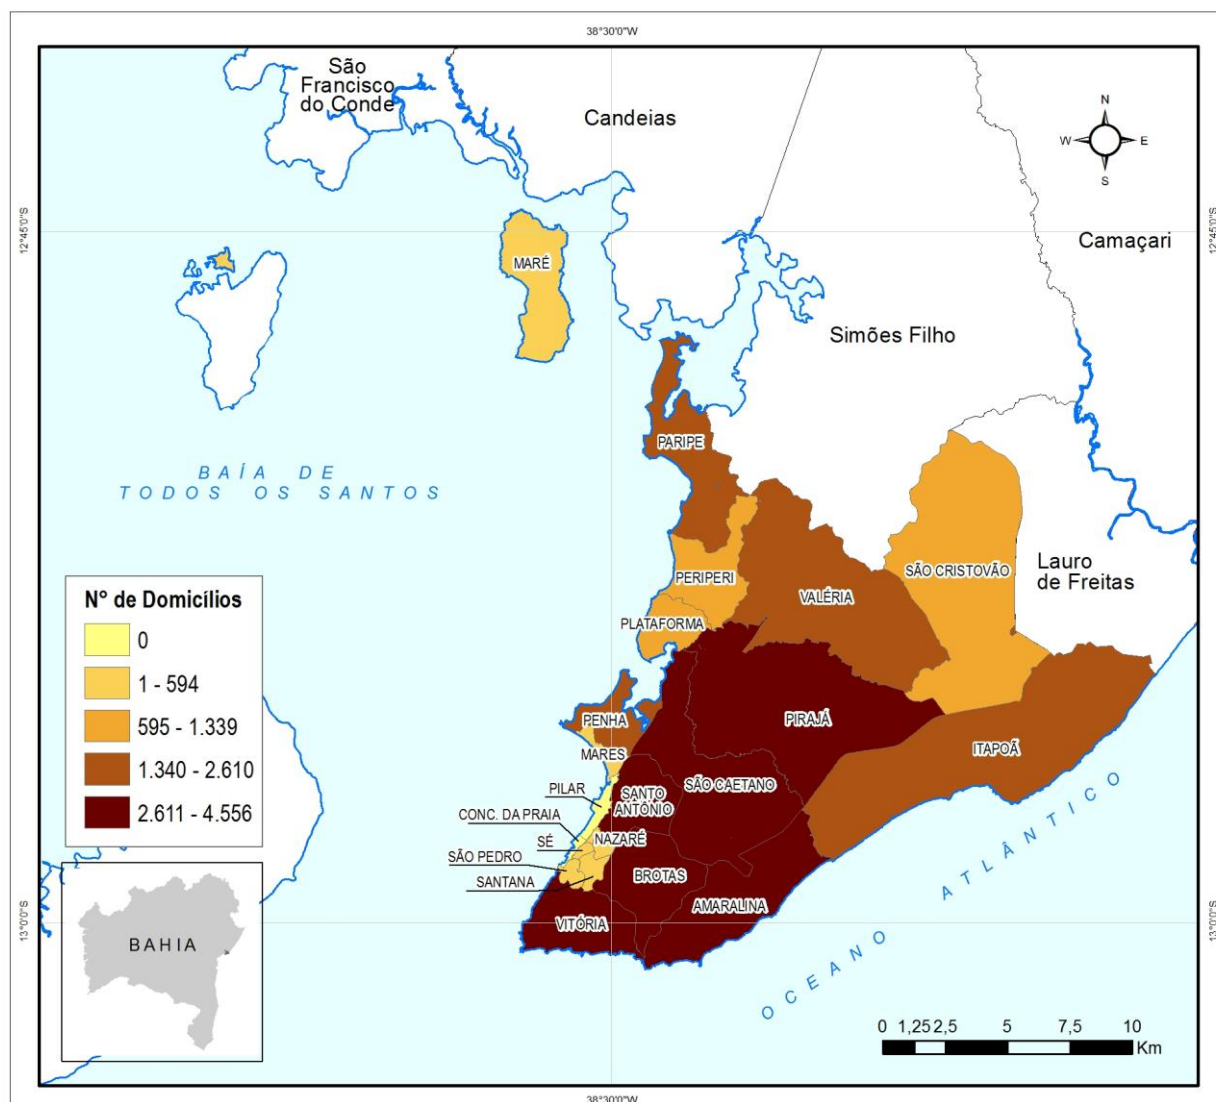 38°30'0"W
São
Francisco
do Conde
Candeias
N
W
E
S
12°45'0"S
12°45'0"S
Camaçari
MARÉ
Simões Filho
PARIPE
BAÍA DE
TODOS OS SANTOS
SÃO CRISTOVÃO
Lauro
de Freitas
PERIPERI
VALÉRIA
PLATAFORMA
N° de Domicílios
0
1 - 594
595 - 1.339
1.340 - 2.610
2.611 - 4.556
PENHA
PIRAJÁ
ITAPOÃ
MARES
PILAR
SANTO
ANTÔNIO
SÃO CAETANO
CONC. DA PRAIA
NAZARÉ
SÉ
SÃO PEDRO
SANTANA
BROTAS
AMARALINA
VITÓRIA
OCEANO ATLÂNTICO
13°0'0"S
13°0'0"S
BAHIA
0 1,25 2,5 5 7,5 10
Km
38°30'0"W